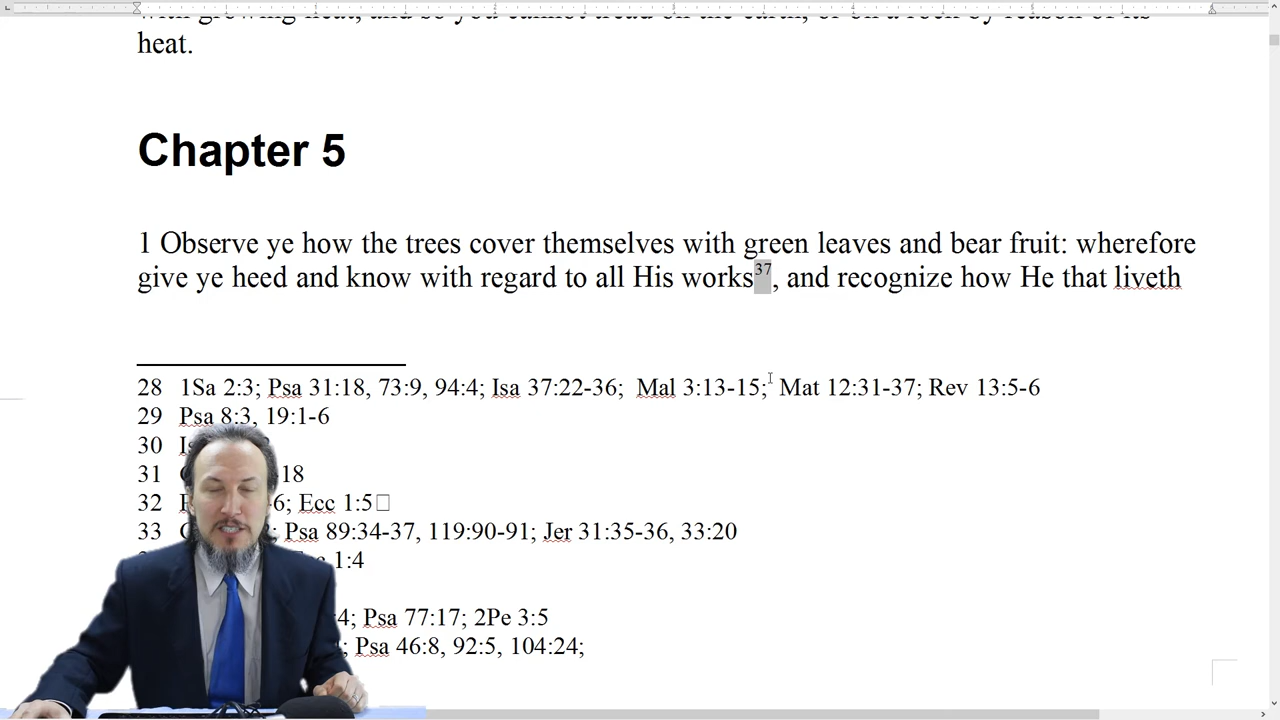 heat.
Chapter 5
1 Observe ye how the trees cover themselves with green leaves and bear fruit: wherefore
give ye heed and know with regard to all His works37, and recognize how He that liveth
28 1Sa 2:3; Psa 31:18, 73:9, 94:4; Isa 37:22-36; Mal 3:13-15; Mat 12:31-37; Rev 13:5-6
29 Psa 8:3, 19:1-6
30
31 -18
32 -6; Ecc 1:5
33 Psa 89:34-37, 119:90-91; Jer 31:35-36, 33:20
1:4
Psa 77:17; 2Pe 3:5
Psa 46:8, 92:5, 104:24;